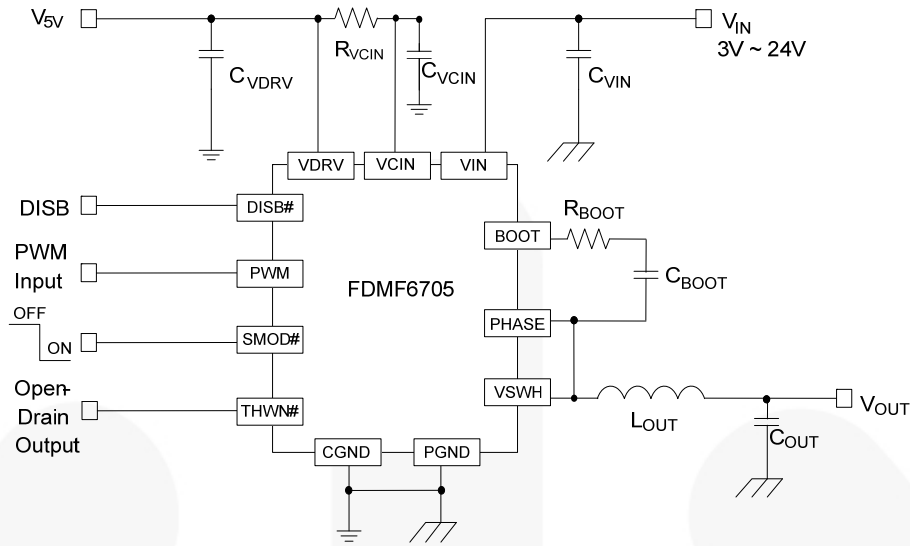 V5V
RVCIN
CVDRV
CVCIN
CVIN
VIN
3V ~ 24V
VDRV
VCIN
VIN
DISB
DISB#
PWM
Input
PWM
OFF
ON
SMOD#
Open-
Drain
Output
THWN#
FDMF6705
BOOT
RBOOT
CBOOT
PHASE
VSWH
LOUT
VOUT
COUT
CGND
PGND